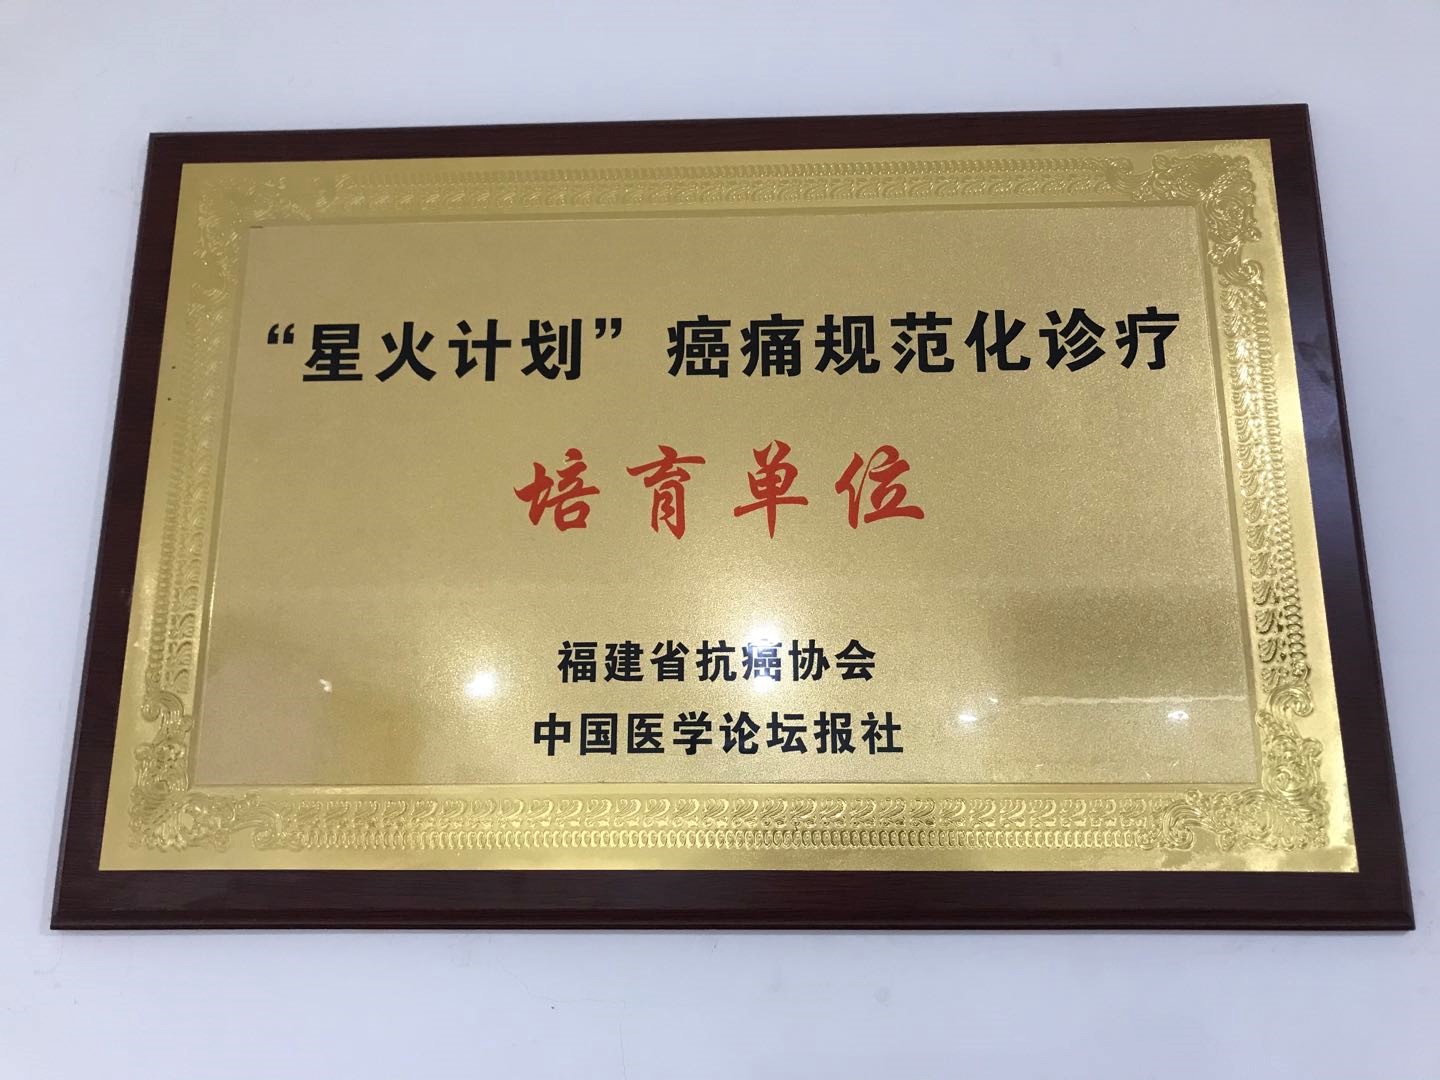 “星火计划”癌痛规范化诊疗
培育单位
福建省抗癌协会
中国医学论坛报社